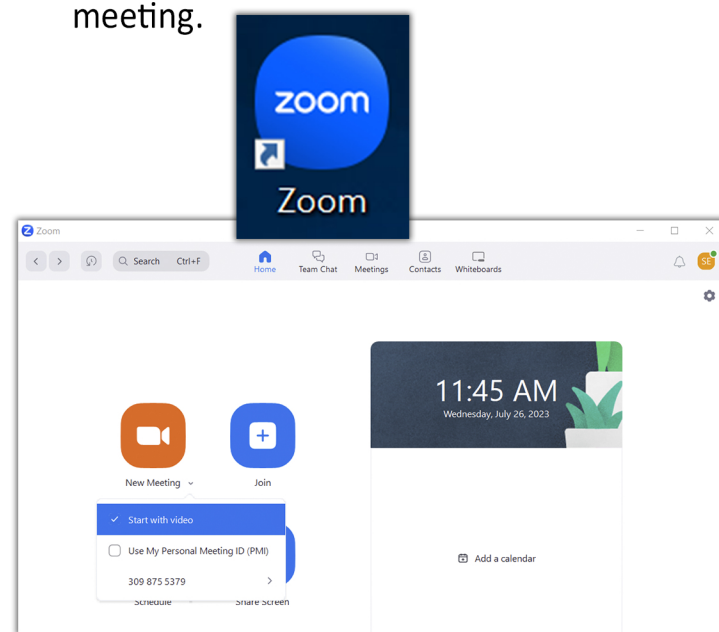 meeting.
zoom
Zoom
Zoom
Search Ctrl+F
Home Team Chat Meetings Contacts Whiteboards
SE
11:45 AM
Wednesday, July 26, 2023
New Meeting Join
Start with video
Use My Personal Meeting ID (PMI)
309 875 5379
Schedule Share Screen
Add a calendar